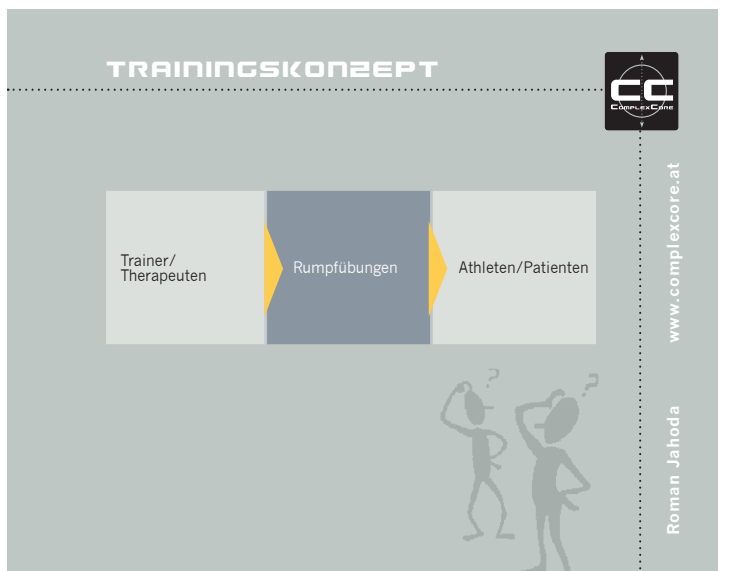 TRAININGSKONZEPT
CC
COMPLEXCORE
Trainer/
Therapeuten
Rumpfübungen
Athleten/Patienten
? ?
www.complexcore.at
Roman Jahoda